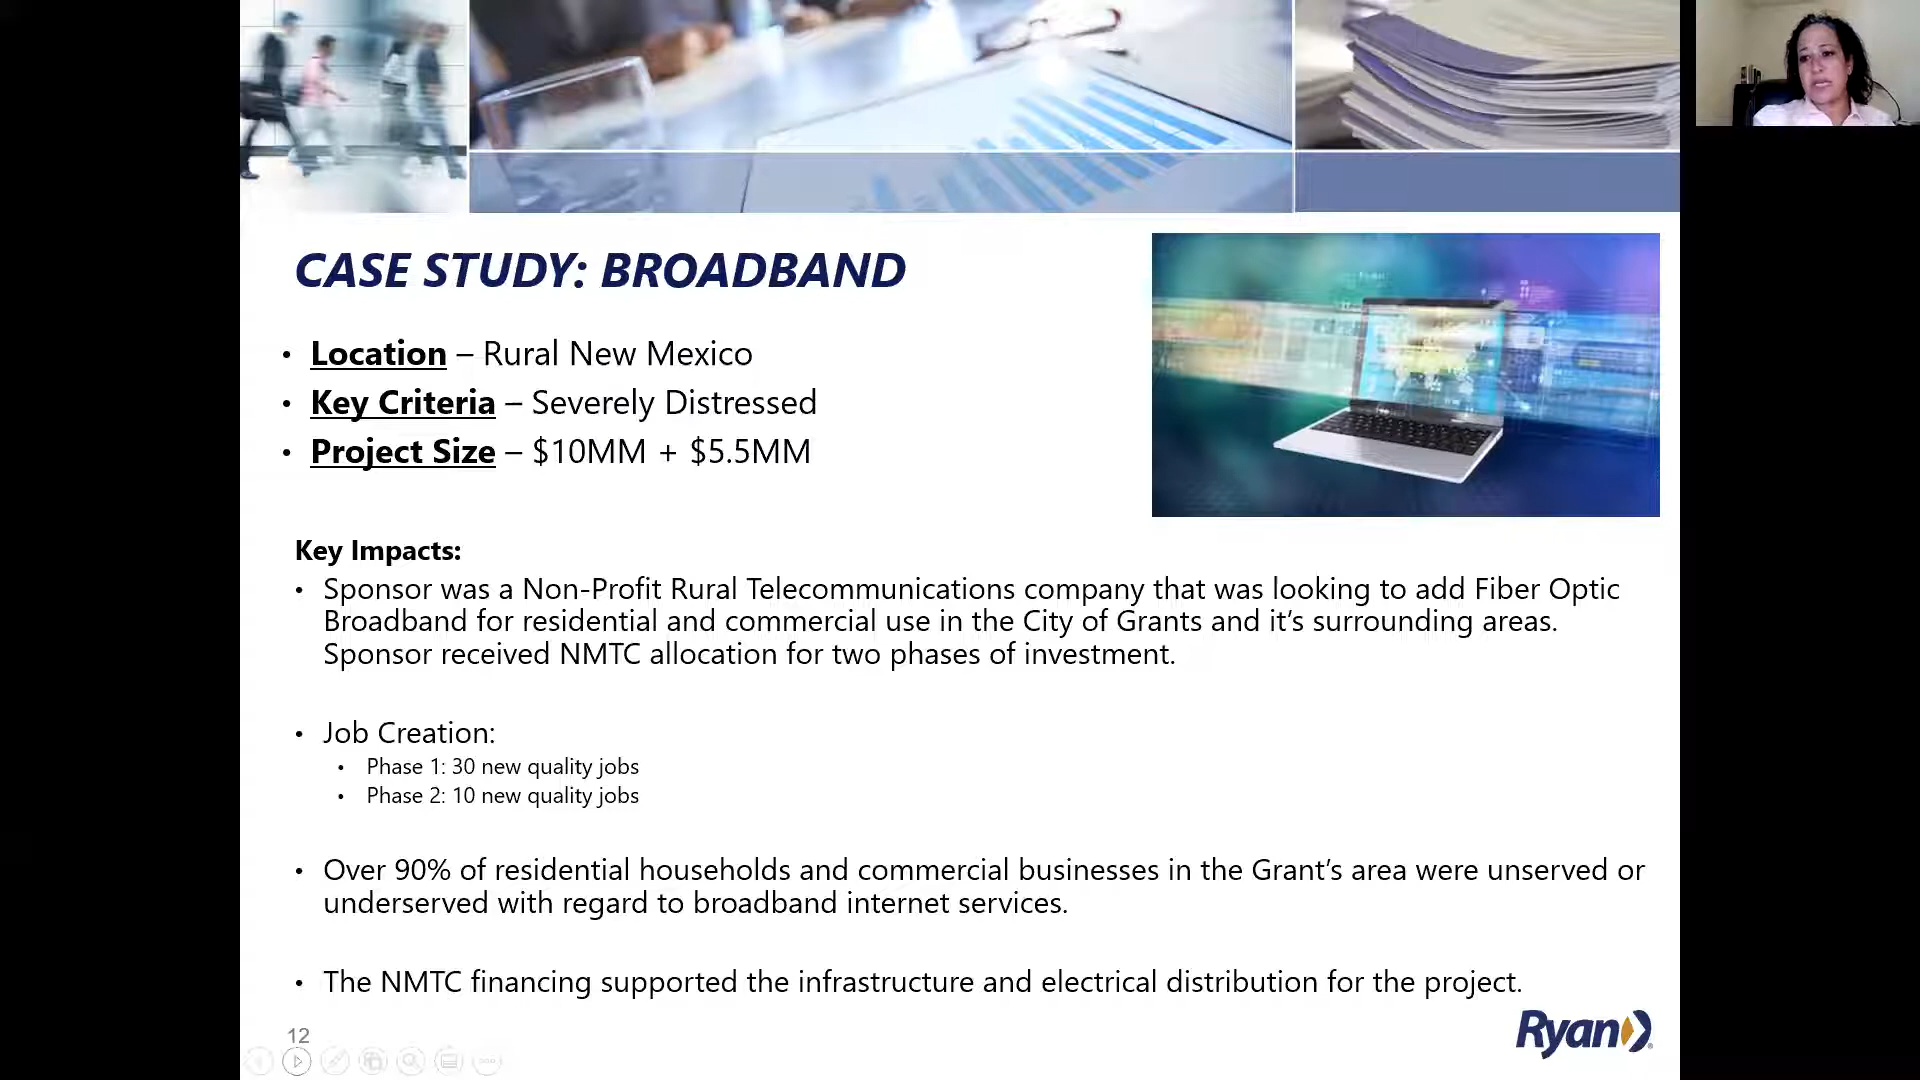 CASE STUDY: BROADBAND
• Location – Rural New Mexico
• Key Criteria – Severely Distressed
• Project Size – $10MM + $5.5MM
Key Impacts:
• Sponsor was a Non-Profit Rural Telecommunications company that was looking to add Fiber Optic
Broadband for residential and commercial use in the City of Grants and it’s surrounding areas.
Sponsor received NMTC allocation for two phases of investment.
• Job Creation:
• Phase 1: 30 new quality jobs
• Phase 2: 10 new quality jobs
• Over 90% of residential households and commercial businesses in the Grant’s area were unserved or
underserved with regard to broadband internet services.
• The NMTC financing supported the infrastructure and electrical distribution for the project.
12
Ryan